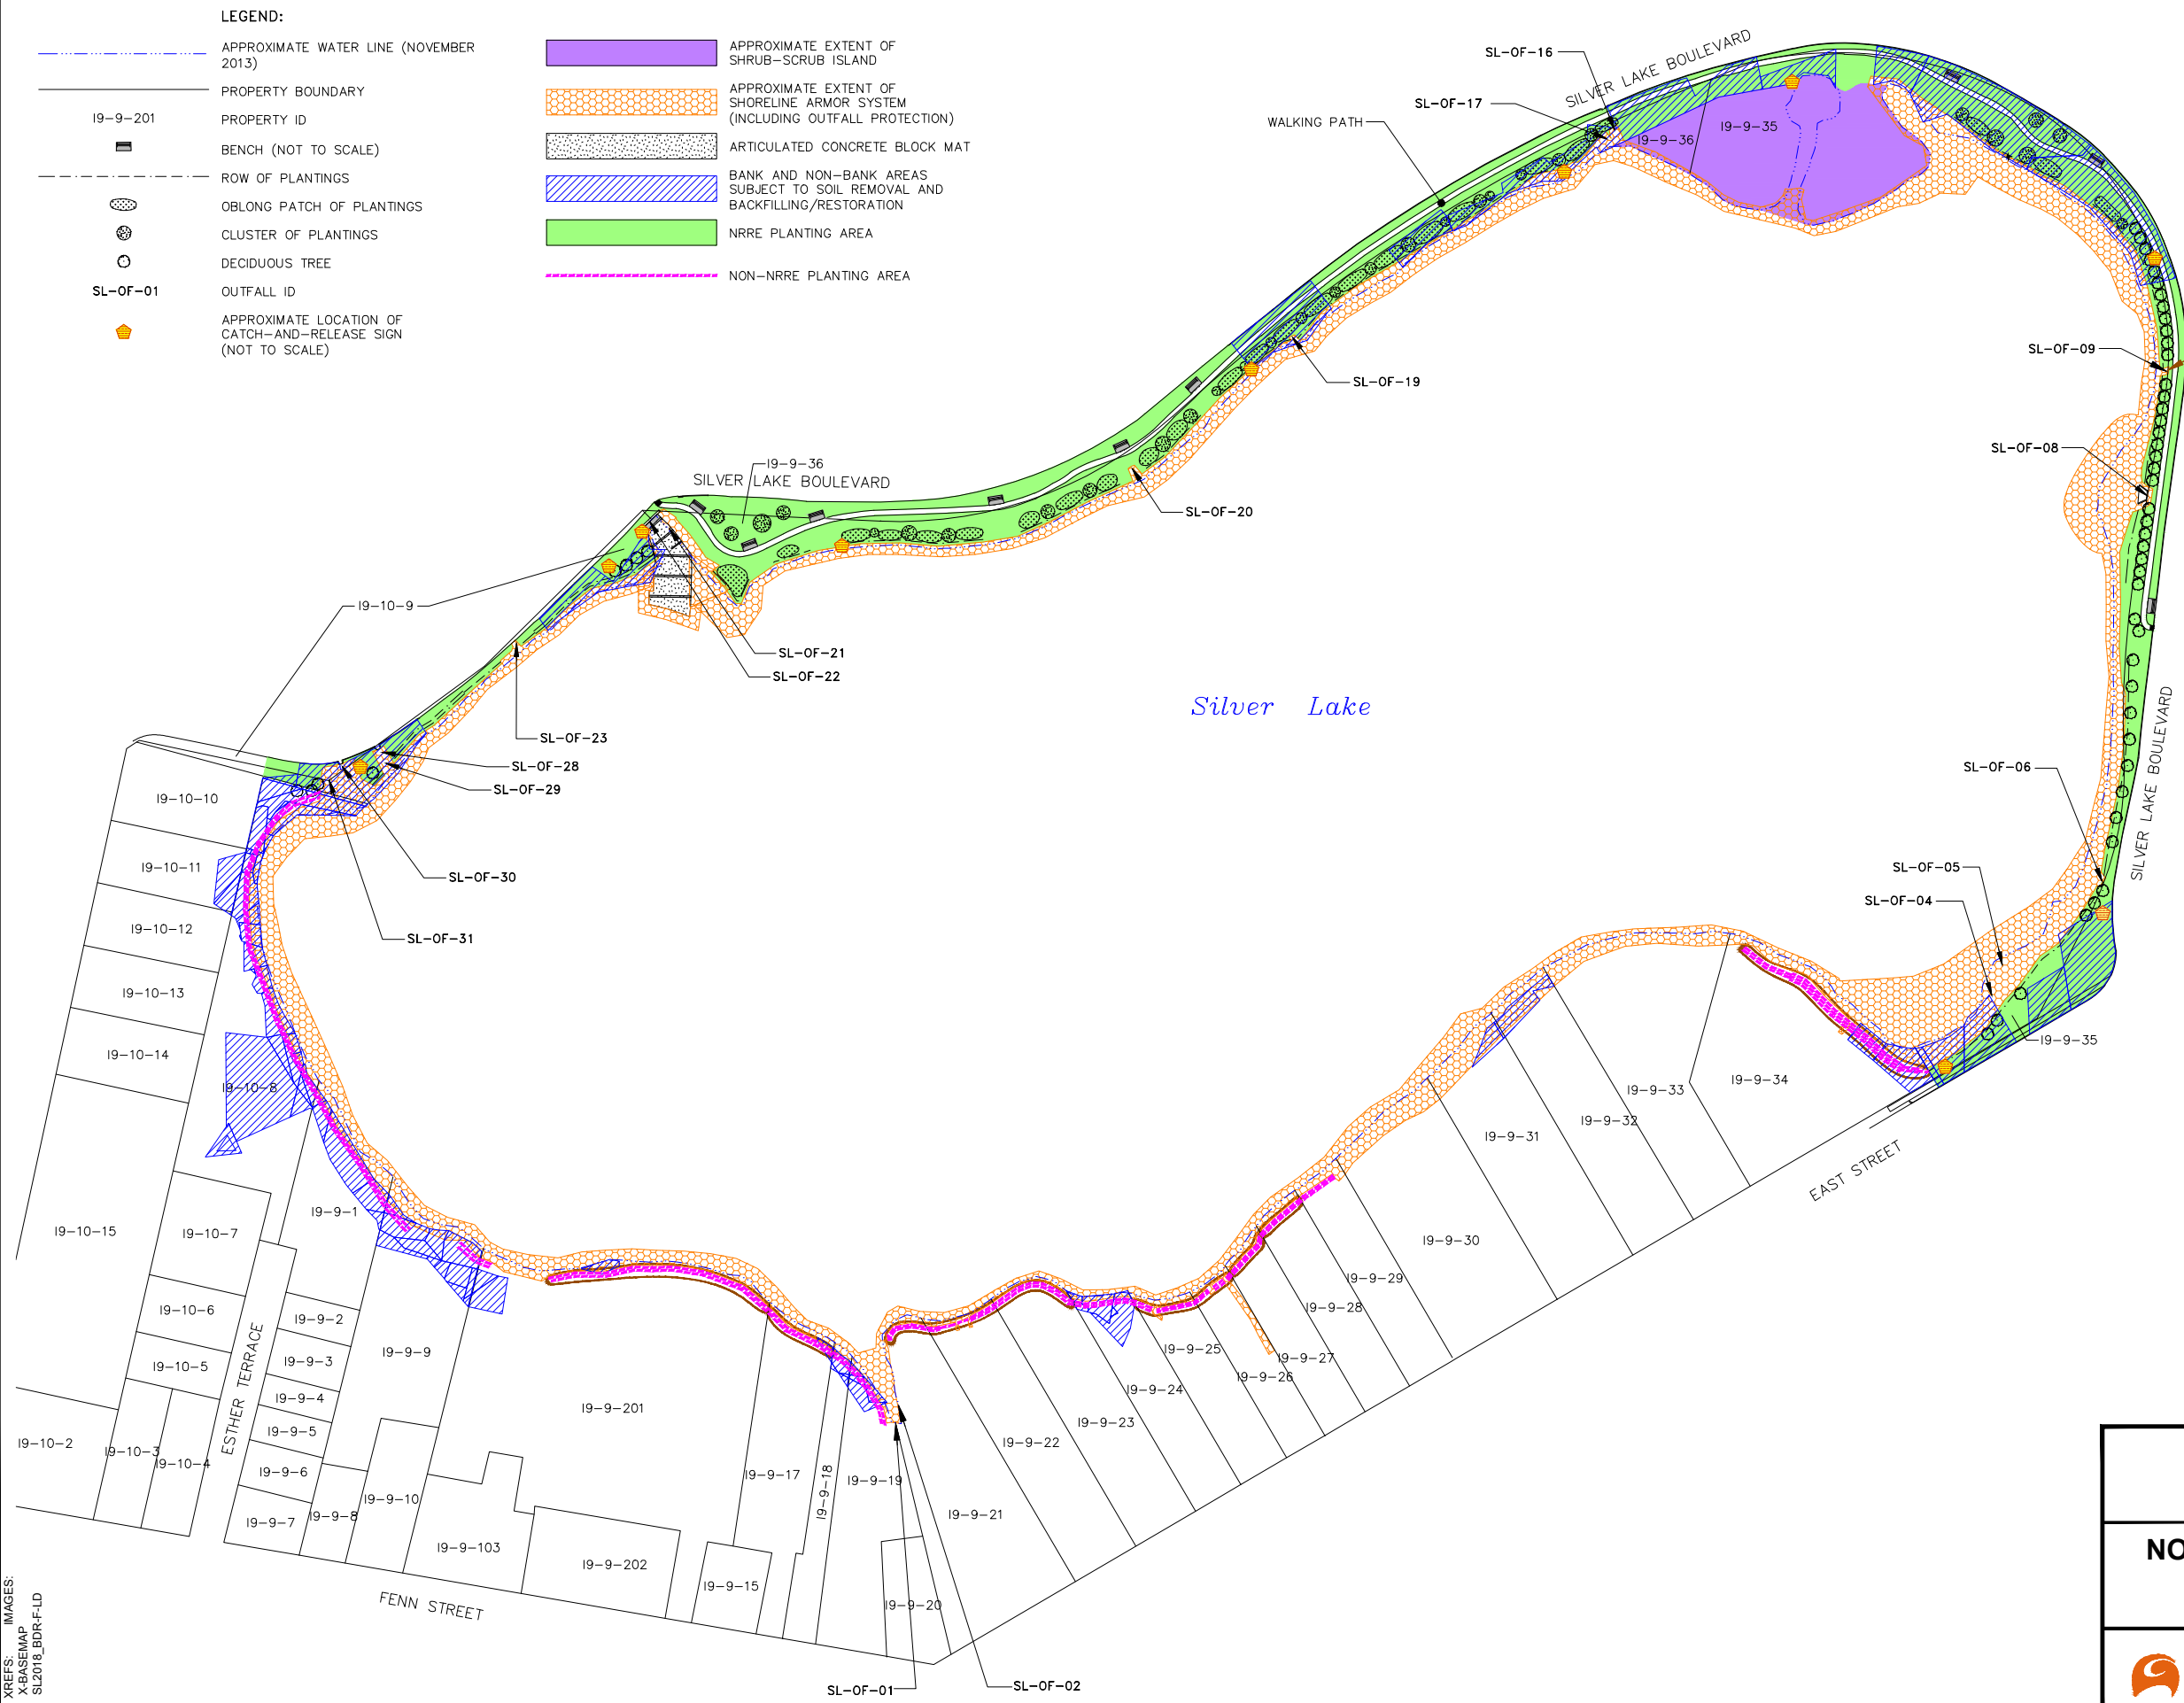 LEGEND:
APPROXIMATE WATER LINE (NOVEMBER
2013)
PROPERTY BOUNDARY
I9-9-201
PROPERTY ID
BENCH (NOT TO SCALE)
ROW OF PLANTINGS
OBLONG PATCH OF PLANTINGS
CLUSTER OF PLANTINGS
DECIDUOUS TREE
SL-OF-01
OUTFALL ID
APPROXIMATE LOCATION OF
CATCH-AND-RELEASE SIGN
(NOT TO SCALE)
APPROXIMATE EXTENT OF
SHRUB-SCRUB ISLAND
APPROXIMATE EXTENT OF
SHORELINE ARMOR SYSTEM
(INCLUDING OUTFALL PROTECTION)
ARTICULATED CONCRETE BLOCK MAT
BANK AND NON-BANK AREAS
SUBJECT TO SOIL REMOVAL AND
BACKFILLING/RESTORATION
NRRE PLANTING AREA
NON-NRRE PLANTING AREA
SL-OF-16
SILVER LAKE BOULEVARD
SL-OF-17
WALKING PATH
I9-9-35
I9-9-36
SL-OF-09
SL-OF-19
SL-OF-08
I9-9-36
SILVER LAKE BOULEVARD
SL-OF-20
I9-10-9
SL-OF-21
SL-OF-22
Silver Lake
SL-OF-23
SL-OF-28
SL-OF-29
SILVER LAKE BOULEVARD
SL-OF-06
I9-10-10
I9-10-11
SL-OF-30
SL-OF-05
SL-OF-04
I9-10-12
SL-OF-31
I9-10-13
I9-10-14
I9-9-35
I9-10-8
I9-9-34
I9-9-33
I9-9-32
I9-9-31
EAST STREET
I9-9-1
I9-10-15
I9-10-7
I9-9-30
I9-9-29
I9-9-28
I9-10-6
I9-9-2
I9-9-9
I9-9-25
I9-9-27
I9-9-3
I9-10-5
I9-9-26
I9-9-24
I9-9-4
ESTHER TERRACE
I9-9-201
I9-9-23
I9-9-5
I9-10-2
I9-10-3
I9-10-4
I9-9-22
I9-9-6
I9-9-17
I9-9-18
I9-9-19
I9-9-10
I9-9-8
I9-9-7
I9-9-21
I9-9-103
I9-9-202
I9-9-15
I9-9-20
FENN STREET
NO
SL-OF-01
SL-OF-02
XREFS:
IMAGES:
X-BASEMAP
SL2018_BDR-F-LD